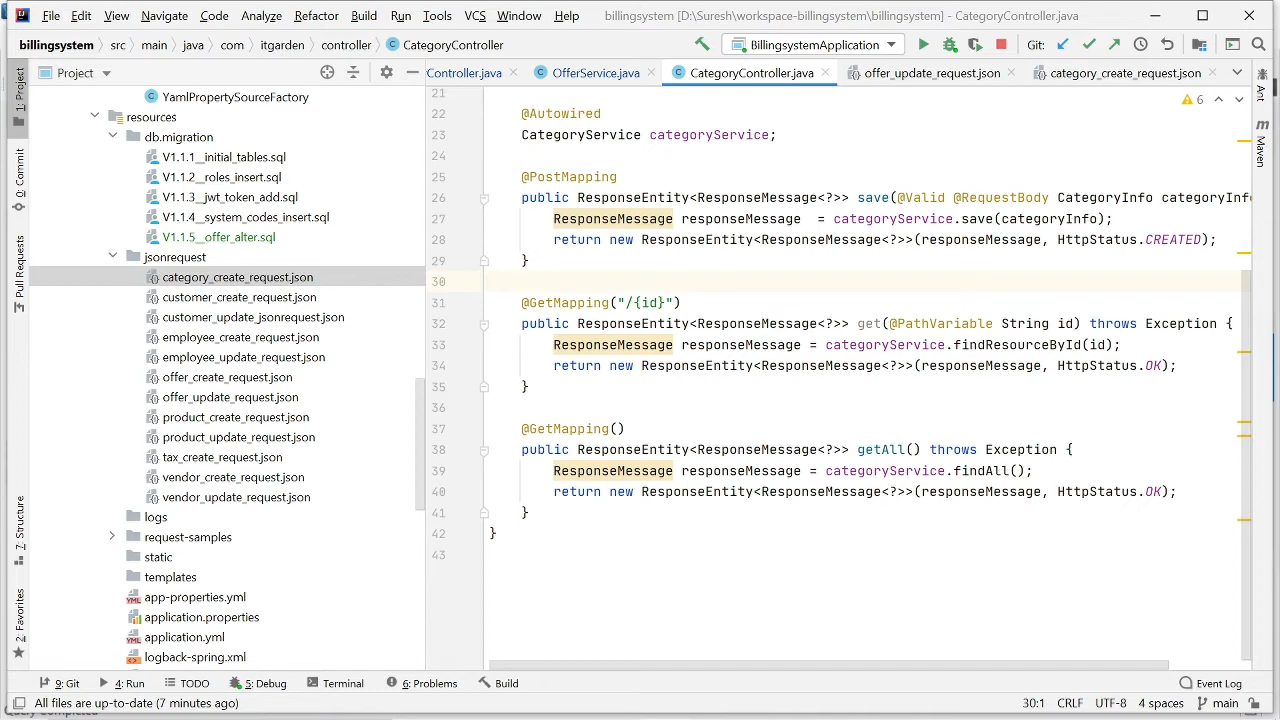 File Edit View Navigate Code Analyze Refactor Build Run Tools VCS Window Help billingsystem [D:\Suresh\workspace-billingsystem\billingsystem] - CategoryController.java
billingsystem src main java com itgarden controller CategoryController BillingsystemApplication Git:
Project Controller.java OfferService.java CategoryController.java offer_update_request.json category_create_request.json
1: Project
0: Commit
Pull Requests
7: Structure
2: Favorites
YamlPropertySourceFactory
resources
db.migration
V1.1.1__initial_tables.sql
V1.1.2__roles_insert.sql
V1.1.3__jwt_token_add.sql
V1.1.4__system_codes_insert.sql
V1.1.5__offer_alter.sql
jsonrequest
category_create_request.json
customer_create_request.json
customer_update_jsonrequest.json
employee_create_request.json
employee_update_request.json
offer_create_request.json
offer_update_request.json
product_create_request.json
product_update_request.json
tax_create_request.json
vendor_create_request.json
vendor_update_request.json
logs
request-samples
static
templates
app-properties.yml
application.properties
application.yml
logback-spring.xml
21
22 @Autowired
23 CategoryService categoryService;
24
25 @PostMapping
26 public ResponseEntity<ResponseMessage<?>> save(@Valid @RequestBody CategoryInfo categoryInfo
27 ResponseMessage responseMessage = categoryService.save(categoryInfo);
28 return new ResponseEntity<ResponseMessage<?>>(responseMessage, HttpStatus.CREATED);
29 }
30
31 @GetMapping("/{id}")
32 public ResponseEntity<ResponseMessage<?>> get(@PathVariable String id) throws Exception {
33 ResponseMessage responseMessage = categoryService.findResourceById(id);
34 return new ResponseEntity<ResponseMessage<?>>(responseMessage, HttpStatus.OK);
35 }
36
37 @GetMapping()
38 public ResponseEntity<ResponseMessage<?>> getAll() throws Exception {
39 ResponseMessage responseMessage = categoryService.findAll();
40 return new ResponseEntity<ResponseMessage<?>>(responseMessage, HttpStatus.OK);
41 }
42 }
43
6
Ant
Maven
9: Git 4: Run TODO 5: Debug Terminal 6: Problems Build Event Log
All files are up-to-date (7 minutes ago) 30:1 CRLF UTF-8 4 spaces main